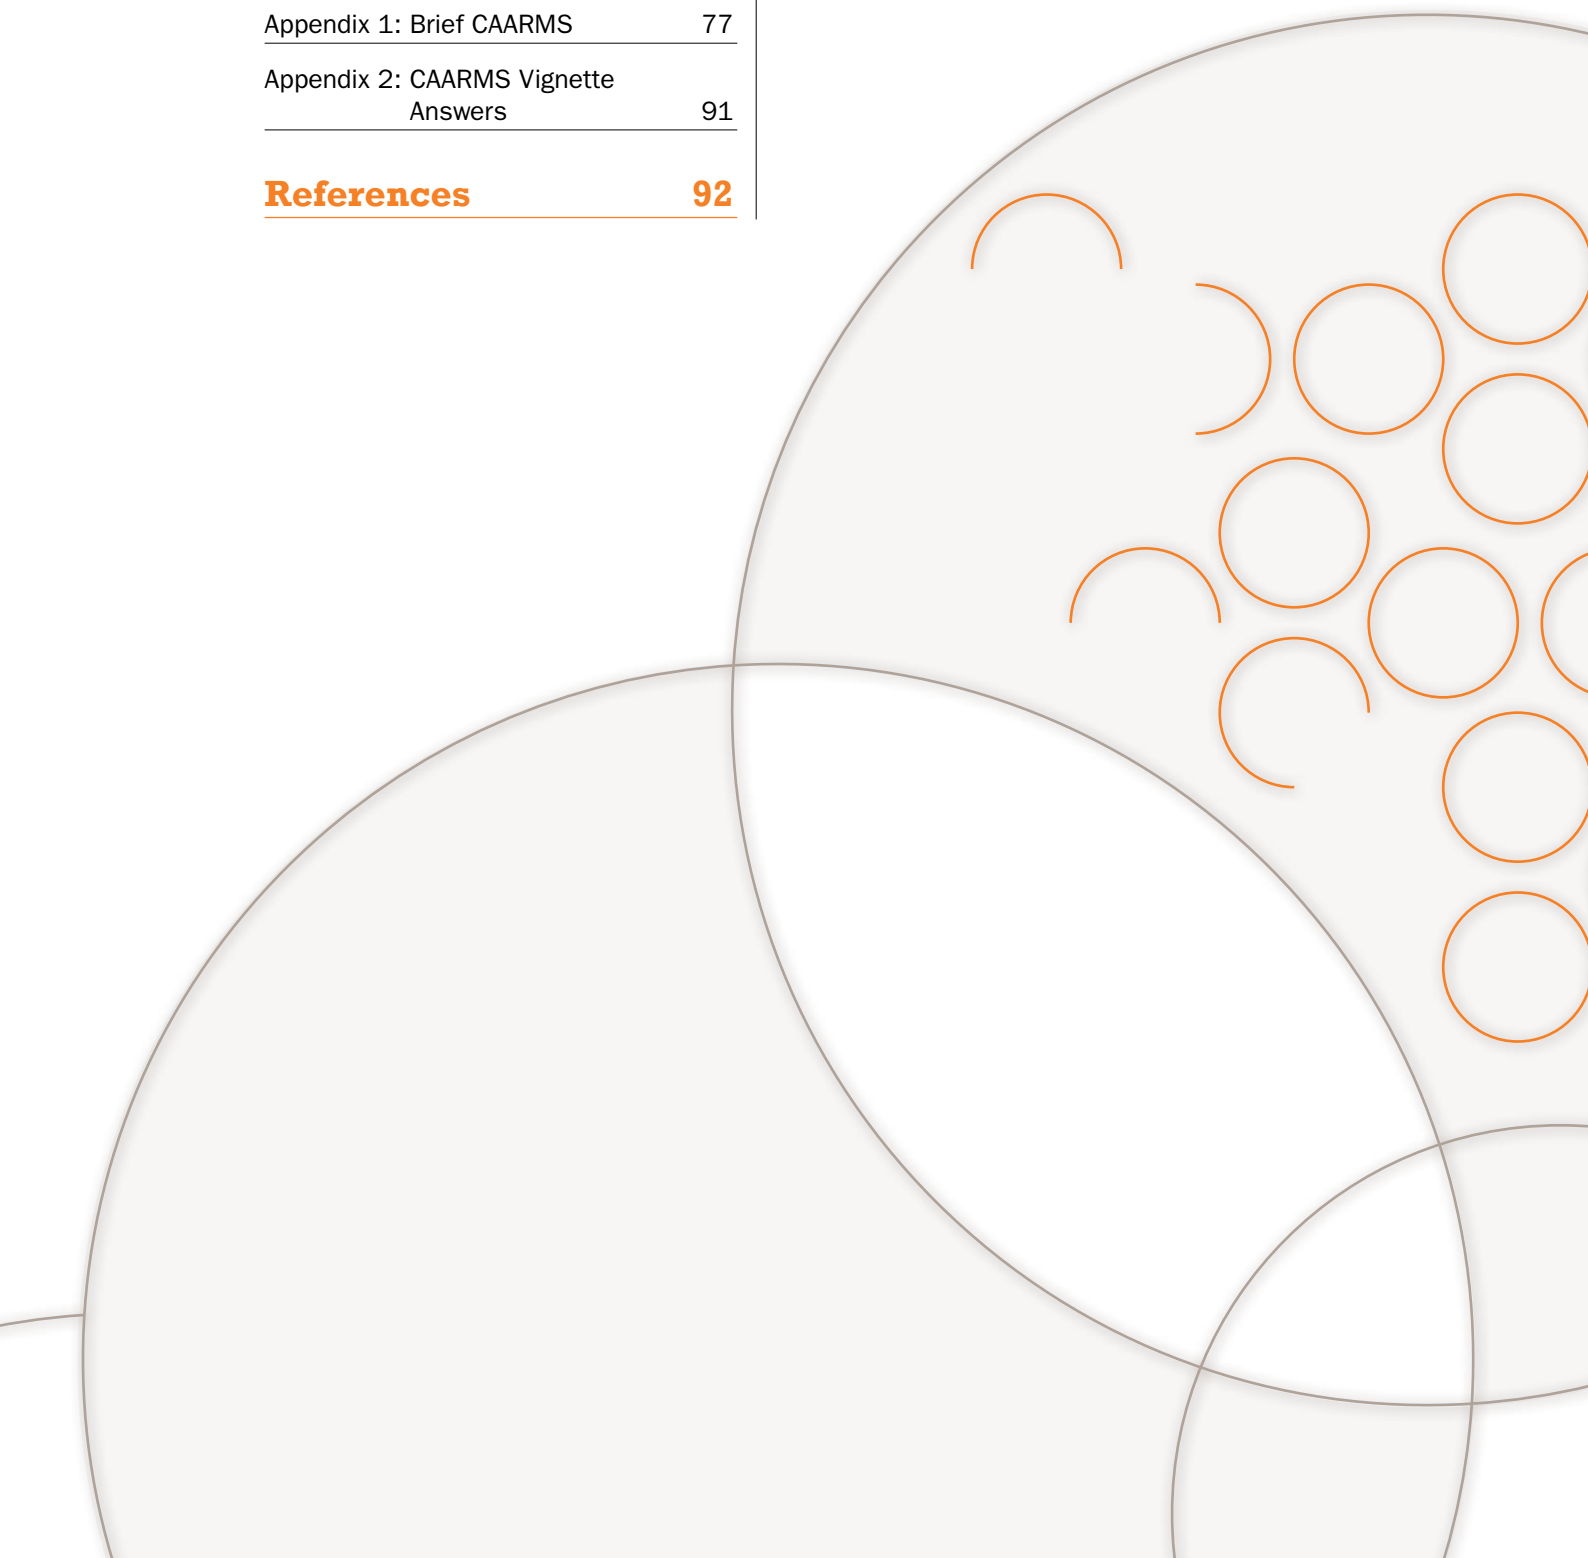 Appendix 1: Brief CAARMS 77
Appendix 2: CAARMS Vignette
Answers 91
References 92